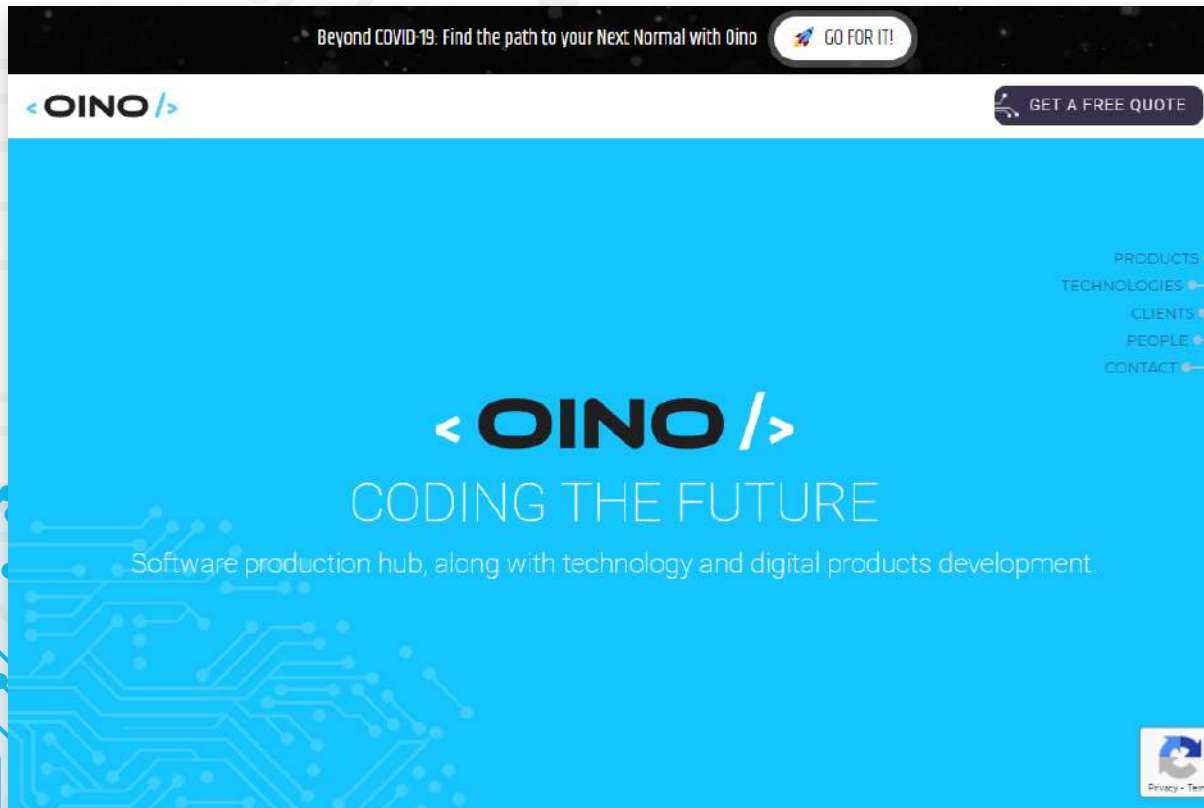 Beyond COVID-19: Find the path to your Next Normal with Oino
GO FOR IT!
<OINO/>
GET A FREE QUOTE
PRODUCTS
TECHNOLOGIES
CLIENTS
PEOPLE
CONTACT
<OINO/>
CODING THE FUTURE
Software production hub, along with technology and digital products development.
Privacy - Ter